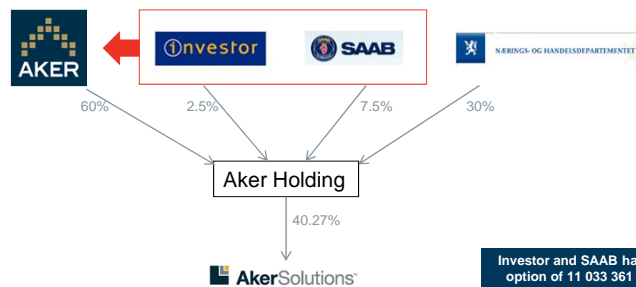 AKER
investor
SAAB
NÆRINGS- OG HANDELSDEPARTEMENTET
60%
2.5%
7.5%
30%
Aker Holding
40.27%
AkerSolutions
Investor and SAAB ha
option of 11 033 361